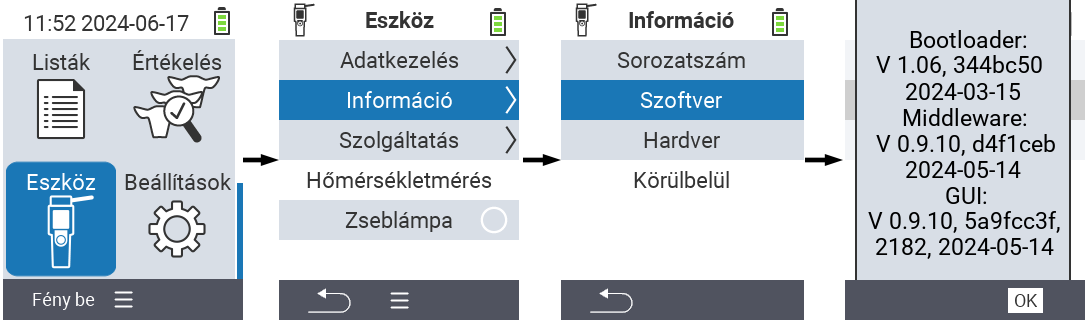 11:52 2024-06-17
Listák
Értékelés
Eszköz
Beállítások
Fény be
Eszköz
Adatkezelés
Információ
Szolgáltatás
Hőmérsékletmérés
Zseblámpa
Információ
Sorozatszám
Szoftver
Hardver
Körülbelül
Bootloader:
V 1.06, 344bc50
2024-03-15
Middleware:
V 0.9.10, d4f1ceb
2024-05-14
GUI:
V 0.9.10, 5a9fcc3f,
2182, 2024-05-14
OK